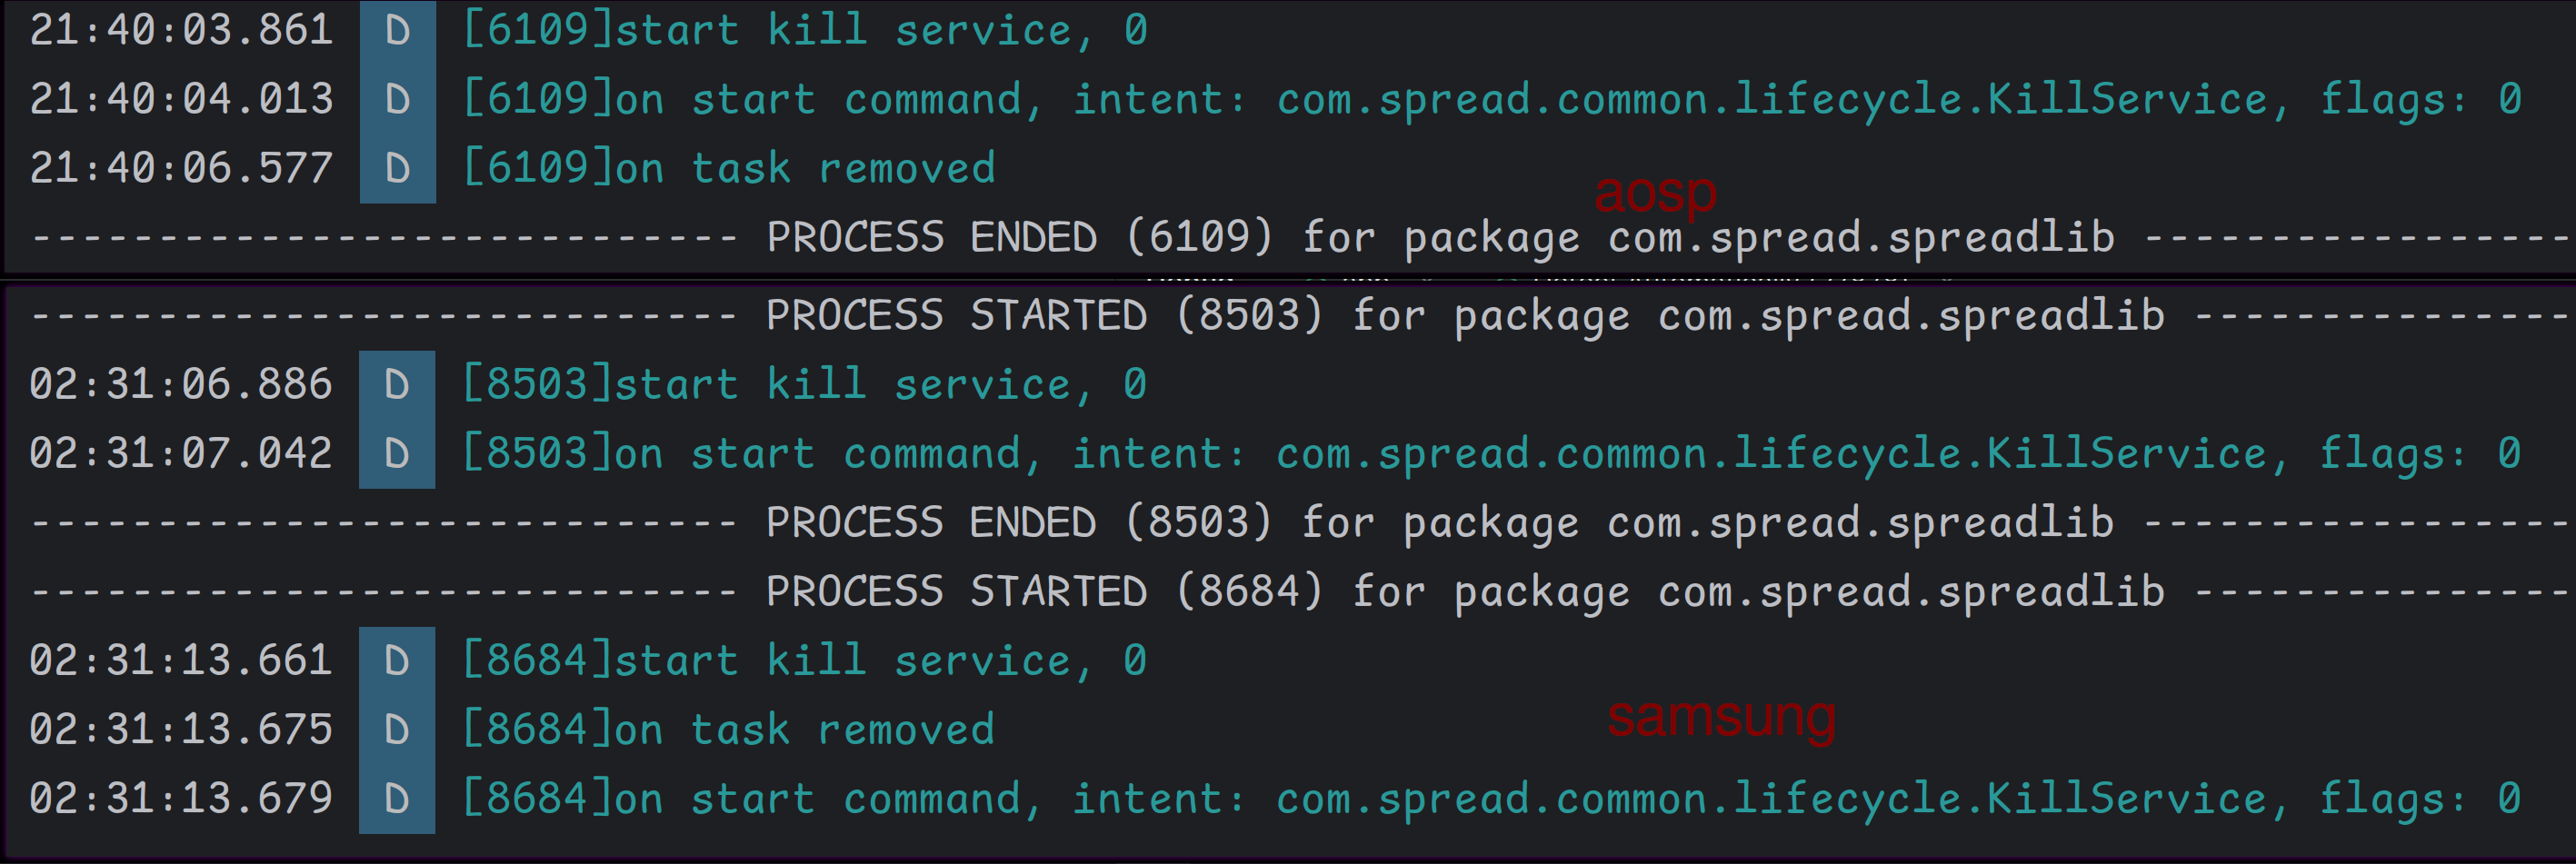 21:40:03.861 D [6109]start kill service, 0
21:40:04.013 D [6109]on start command, intent: com.spread.common.lifecycle.KillService, flags: 0
21:40:06.577 D [6109]on task removed
aosp
---------------------------- PROCESS ENDED (6109) for package com.spread.spreadlib -----------------
---------------------------- PROCESS STARTED (8503) for package com.spread.spreadlib ---------------
02:31:06.886 D [8503]start kill service, 0
02:31:07.042 D [8503]on start command, intent: com.spread.common.lifecycle.KillService, flags: 0
---------------------------- PROCESS ENDED (8503) for package com.spread.spreadlib -----------------
---------------------------- PROCESS STARTED (8684) for package com.spread.spreadlib ---------------
02:31:13.661 D [8684]start kill service, 0
02:31:13.675 D [8684]on task removed
samsung
02:31:13.679 D [8684]on start command, intent: com.spread.common.lifecycle.KillService, flags: 0